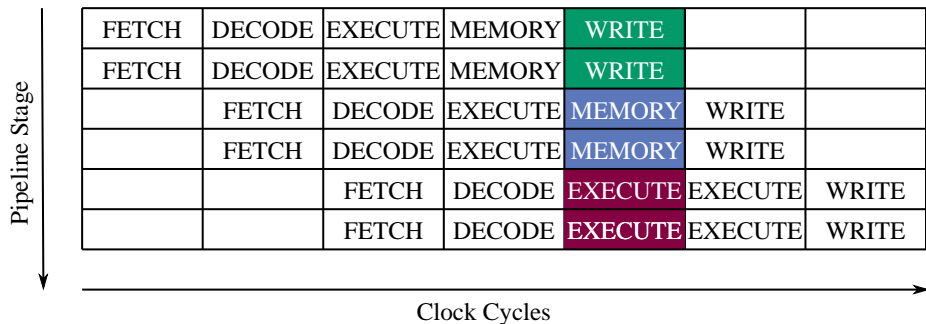 FETCH DECODE EXECUTE MEMORY WRITE
FETCH DECODE EXECUTE MEMORY WRITE
FETCH DECODE EXECUTE MEMORY WRITE
FETCH DECODE EXECUTE MEMORY WRITE
FETCH DECODE EXECUTE EXECUTE WRITE
FETCH DECODE EXECUTE EXECUTE WRITE
Pipeline Stage
Clock Cycles